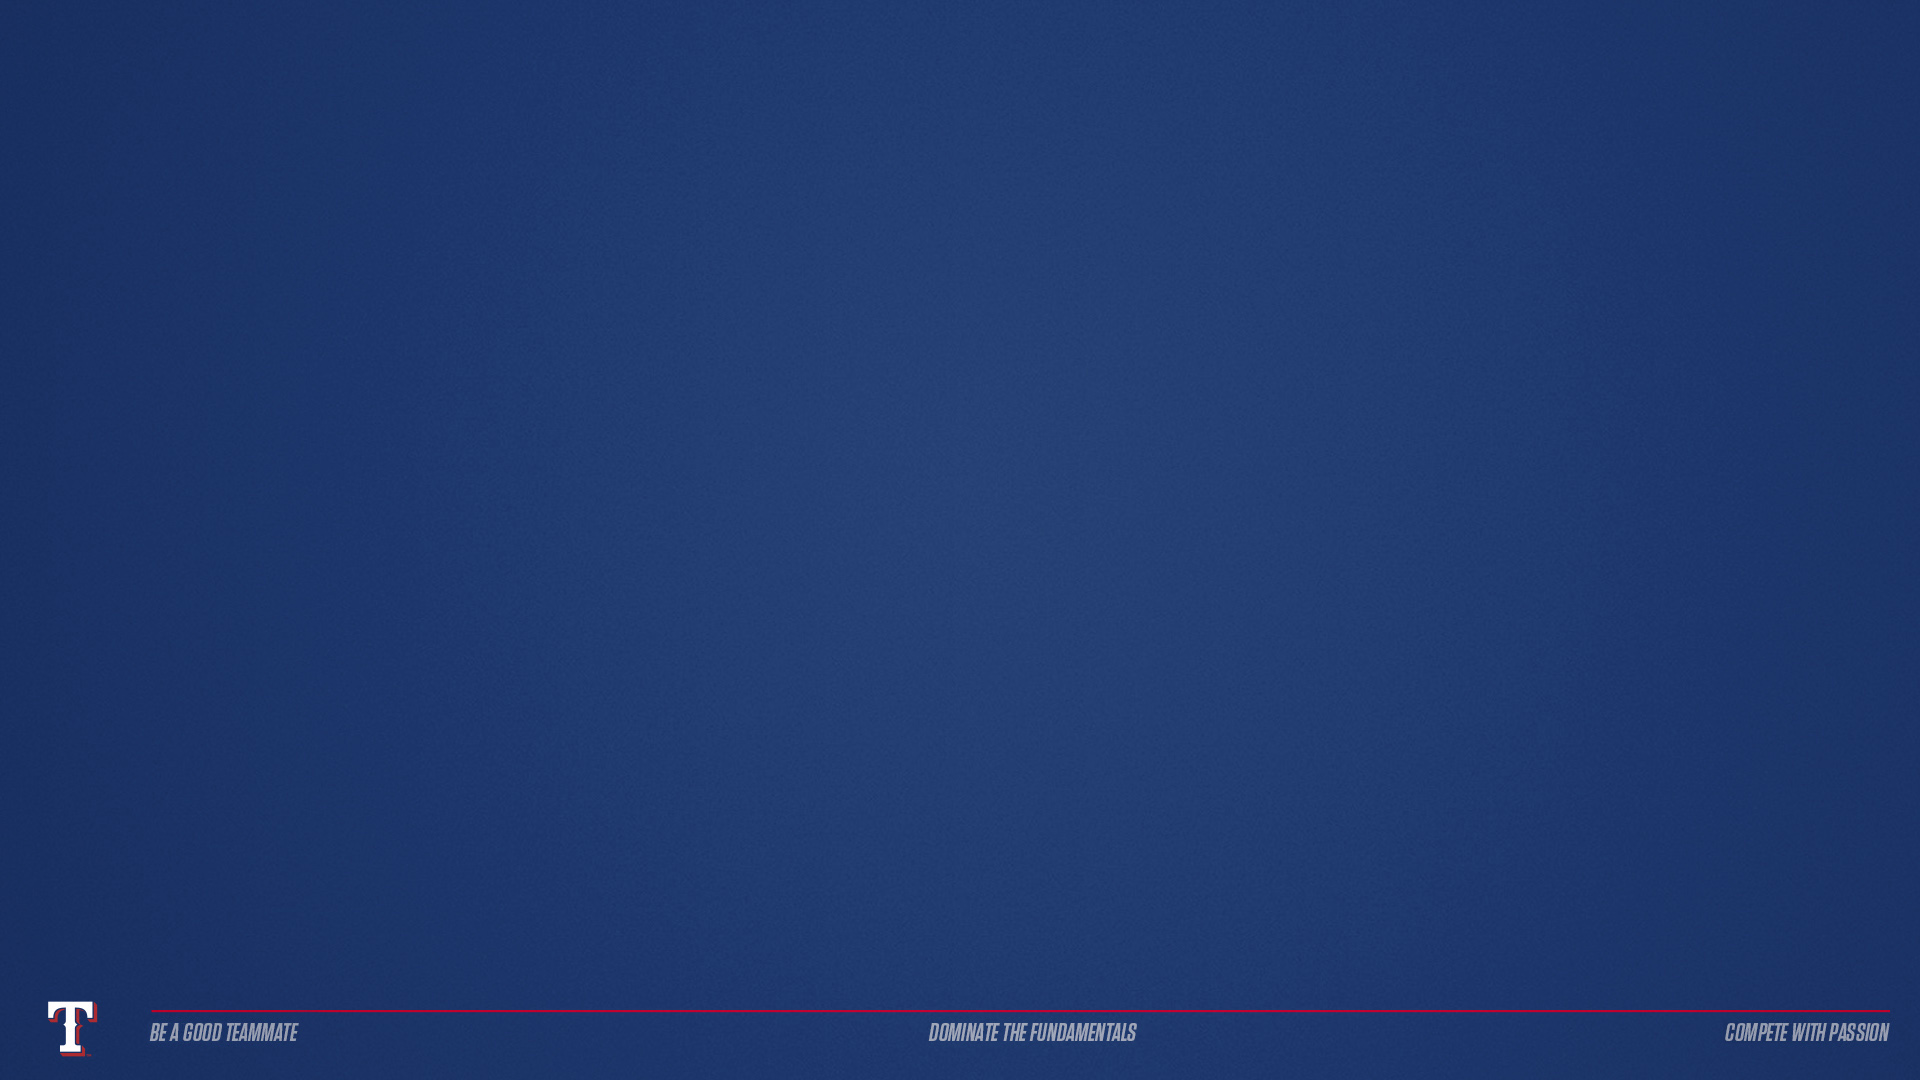 T
BE A GOOD TEAMMATE
DOMINATE THE FUNDAMENTALS
COMPETE WITH PASSION